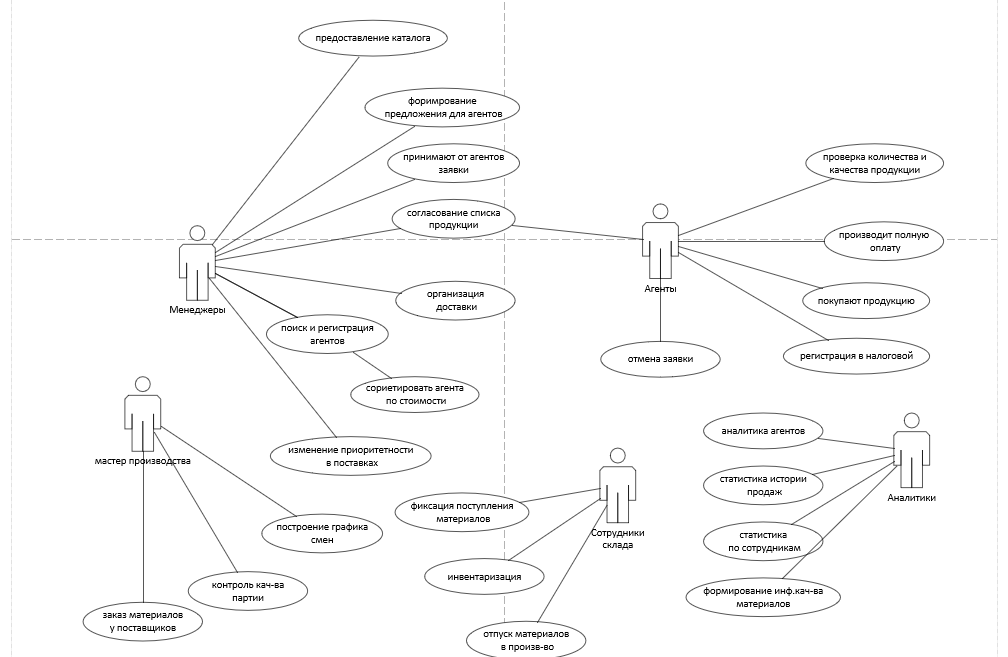 предоставление каталога
форимрование
предложения для агентов
принимают от агентов
заявки
проверка количества и
качества продукции
согласование списка
продукции
производит полную
оплату
Агенты
Менеджеры
организация
доставки
покупают продукцию
поиск и регистрация
агентов
отмена заявки
регистрация в налоговой
сориетировать агента
по стоимости
аналитика агентов
мастер производства
изменение приоритетности
в поставках
статистика истории
продаж
Аналитики
фиксация поступления
материалов
Сотрудники
склада
построение графика
смен
статистика
по сотрудникам
инвентаризация
контроль кач-ва
партии
формирование инф.кач-ва
материалов
заказ материалов
у поставщиков
отпуск материалов
в произв-во